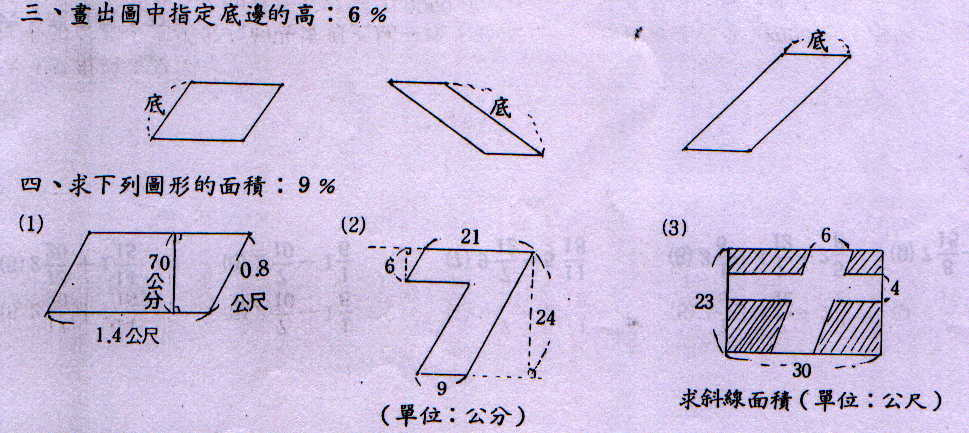 三、畫出圖中指定底邊的高：6 %
底
底
底
四、求下列圖形的面積：9 %
(1)
70
公
分
0.8
公尺
1.4公尺
(2)
21
6
24
9
(單位：公分)
(3)
6
4
23
30
求斜線面積(單位：公尺)